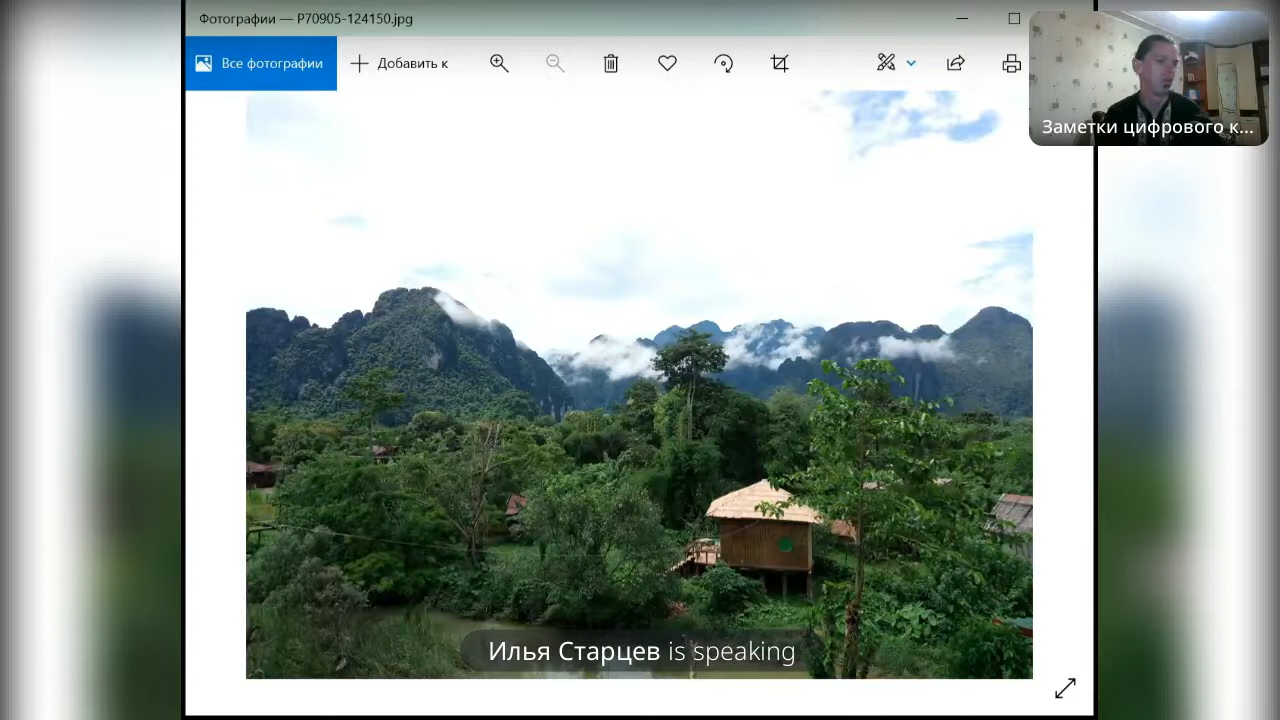 Фотографии — P70905-124150.jpg
Все фотографии
Добавить к
Заметки цифрового к...
Илья Старцев is speaking